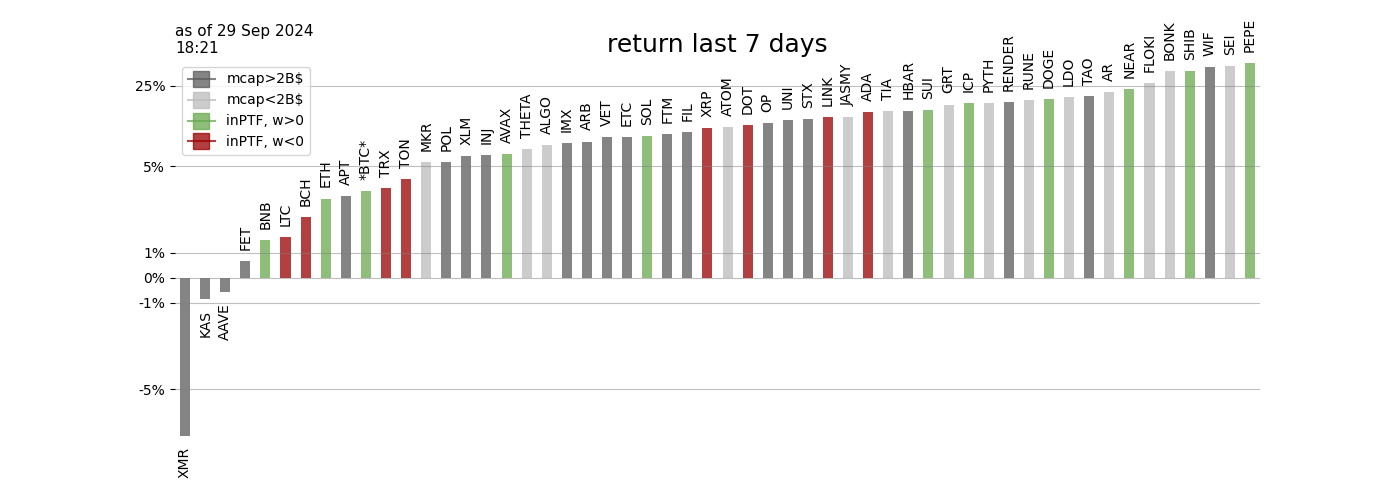 as of 29 Sep 2024
18:21
return last 7 days
mcap>2B$
mcap<2B$
inPTF, w>0
inPTF, w<0
25%
5%
1%
0%
-1%
-5%
XMR
KAS
AAVE
FET
BNB
LTC
BCH
ETH
APT
*BTC*
TRX
TON
MKR
POL
XLM
INJ
AVAX
THETA
ALGO
IMX
ARB
VET
ETC
SOL
FTM
FIL
XRP
ATOM
DOT
OP
UNI
STX
LINK
JASMY
ADA
TIA
HBAR
SUI
GRT
ICP
PYTH
RENDER
RUNE
DOGE
LDO
TAO
AR
NEAR
FLOKI
BONK
SHIB
WIF
SEI
PEPE